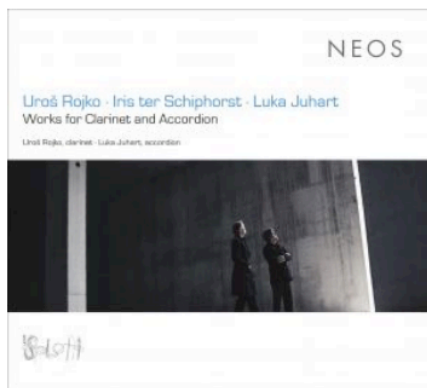 NEOS
Uroš Rojko · Iris ter Schiphorst · Luka Juhart
Works for Clarinet and Accordion
Uroš Rojko, clarinet · Luka Juhart, accordion